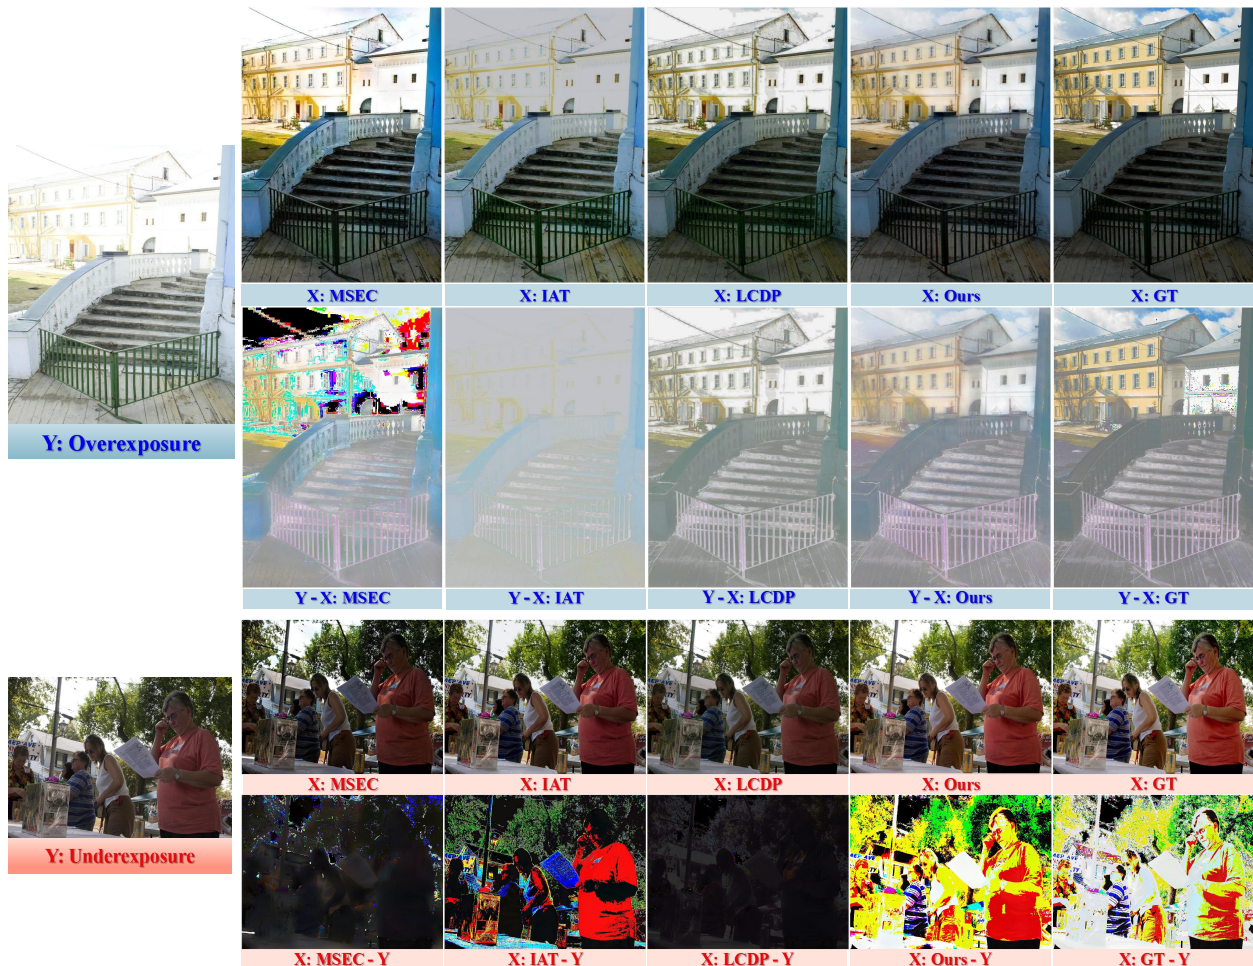 X: MSEC
X: IAT
X: LCDP
X: Ours
X: GT
Y: Overexposure
Y - X: MSEC
Y - X: IAT
Y - X: LCDP
Y - X: Ours
Y - X: GT
X: MSEC
X: IAT
X: LCDP
X: Ours
X: GT
Y: Underexposure
X: MSEC - Y
X: IAT - Y
X: LCDP - Y
X: Ours - Y
X: GT - Y